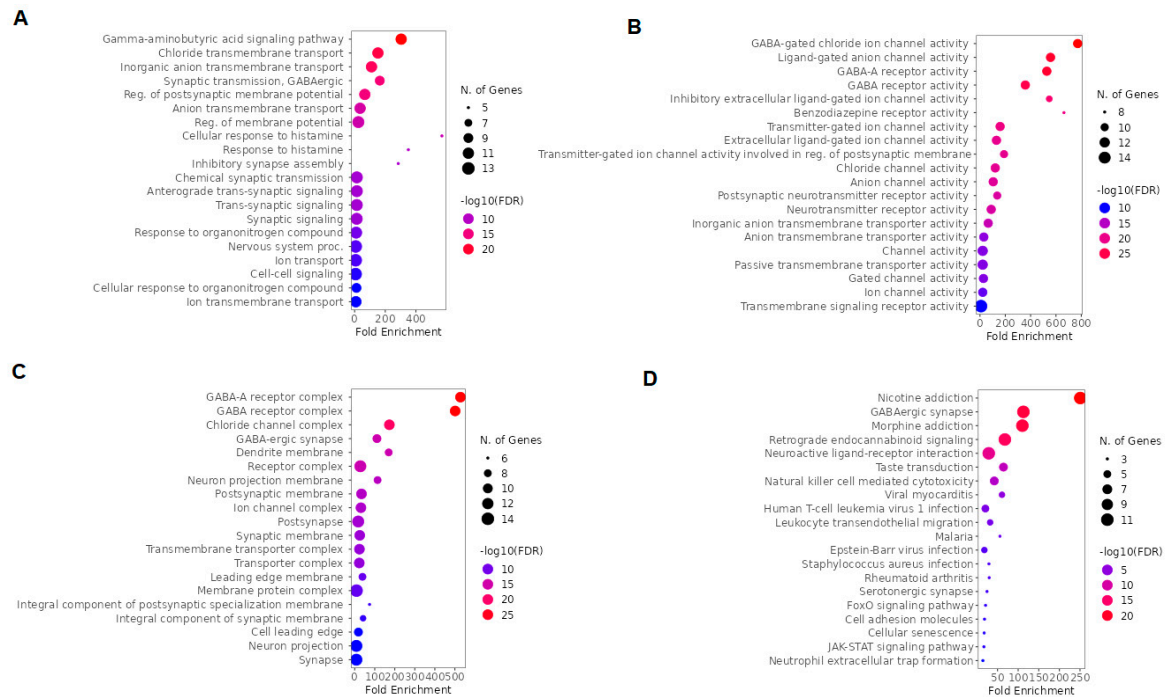 A
Gamma-aminobutyric acid signaling pathway
Chloride transmembrane transport
Inorganic anion transmembrane transport
Synaptic transmission, GABAergic
Reg. of postsynaptic membrane potential
Anion transmembrane transport
Reg. of membrane potential
Cellular response to histamine
Response to histamine
Inhibitory synapse assembly
Chemical synaptic transmission
Anterograde trans-synaptic signaling
Trans-synaptic signaling
Synaptic signaling
Response to organonitrogen compound
Nervous system proc.
Ion transport
Cell-cell signaling
Cellular response to organonitrogen compound
Ion transmembrane transport
0 200 400
Fold Enrichment
N. of Genes
5
7
9
11
13
-log10(FDR)
10
15
20
B
GABA-gated chloride ion channel activity
Ligand-gated anion channel activity
GABA-A receptor activity
GABA receptor activity
Inhibitory extracellular ligand-gated ion channel activity
Benzodiazepine receptor activity
Transmitter-gated ion channel activity
Extracellular ligand-gated ion channel activity
Transmitter-gated ion channel activity involved in reg. of postsynaptic membrane
Chloride channel activity
Anion channel activity
Postsynaptic neurotransmitter receptor activity
Neurotransmitter receptor activity
Inorganic anion transmembrane transporter activity
Anion transmembrane transporter activity
Channel activity
Passive transmembrane transporter activity
Gated channel activity
Ion channel activity
Transmembrane signaling receptor activity
0 200 400 600 800
Fold Enrichment
N. of Genes
8
10
12
14
-log10(FDR)
10
15
20
25
C
GABA-A receptor complex
GABA receptor complex
Chloride channel complex
GABA-ergic synapse
Dendrite membrane
Receptor complex
Neuron projection membrane
Postsynaptic membrane
Ion channel complex
Postsynapse
Synaptic membrane
Transmembrane transporter complex
Transporter complex
Leading edge membrane
Membrane protein complex
Integral component of postsynaptic specialization membrane
Integral component of synaptic membrane
Cell leading edge
Neuron projection
Synapse
0 100200300400500
Fold Enrichment
N. of Genes
6
8
10
12
14
-log10(FDR)
10
15
20
25
D
Nicotine addiction
GABAergic synapse
Morphine addiction
Retrograde endocannabinoid signaling
Neuroactive ligand-receptor interaction
Taste transduction
Natural killer cell mediated cytotoxicity
Viral myocarditis
Human T-cell leukemia virus 1 infection
Leukocyte transendothelial migration
Malaria
Epstein-Barr virus infection
Staphylococcus aureus infection
Rheumatoid arthritis
Serotonergic synapse
FoxO signaling pathway
Cell adhesion molecules
Cellular senescence
JAK-STAT signaling pathway
Neutrophil extracellular trap formation
50 100150200250
Fold Enrichment
N. of Genes
3
5
7
9
11
-log10(FDR)
5
10
15
20